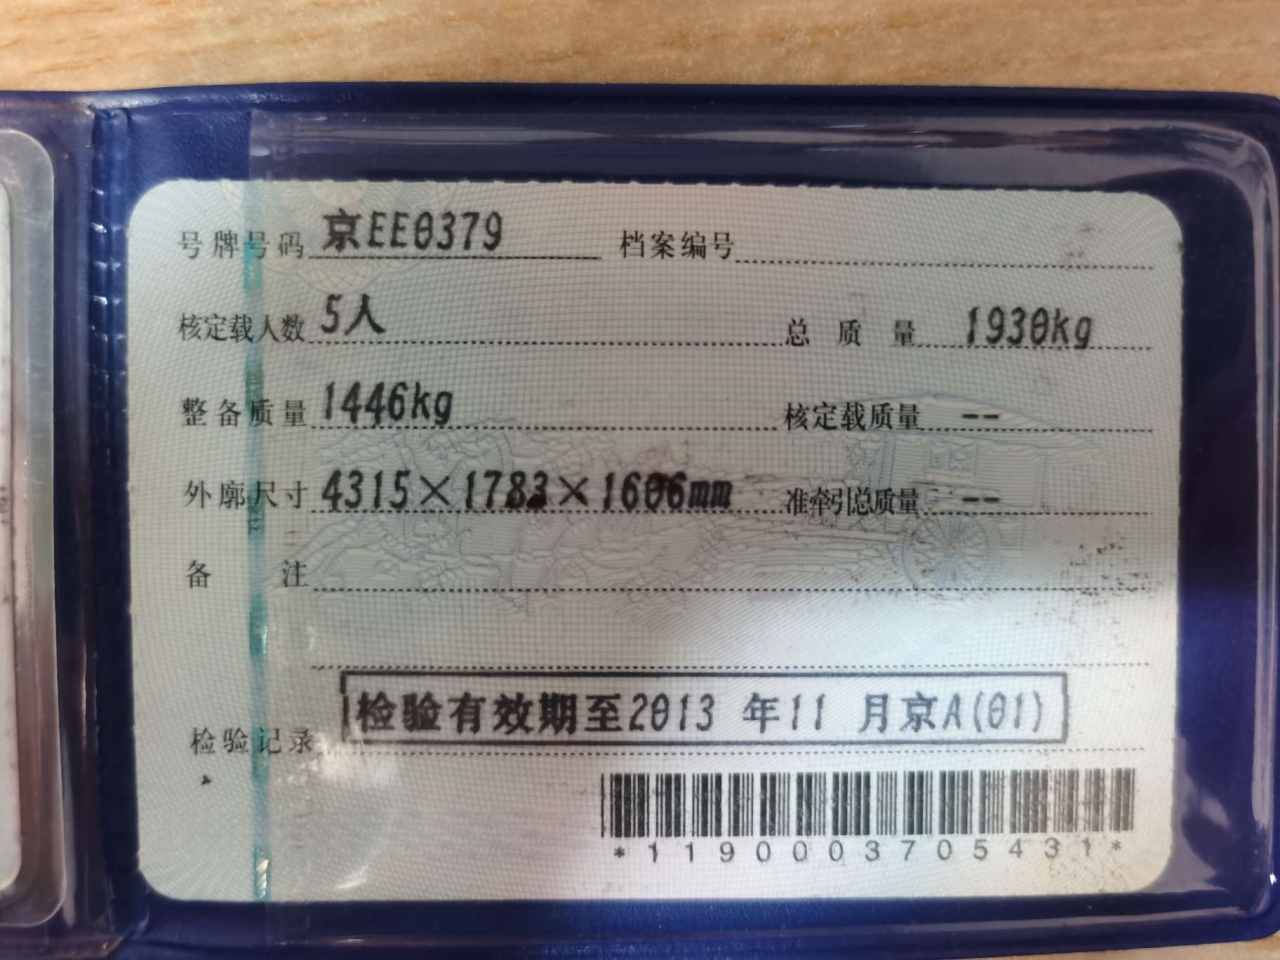 号牌号码 京EE0379 档案编号
核定载人数 5人 总质量 1930kg
整备质量 1446kg 核定载质量 --
外廓尺寸 4315×1783×1606mm 准牵引总质量 --
备注
检验记录 检验有效期至2013 年11 月京A(01)
*1190003705431*